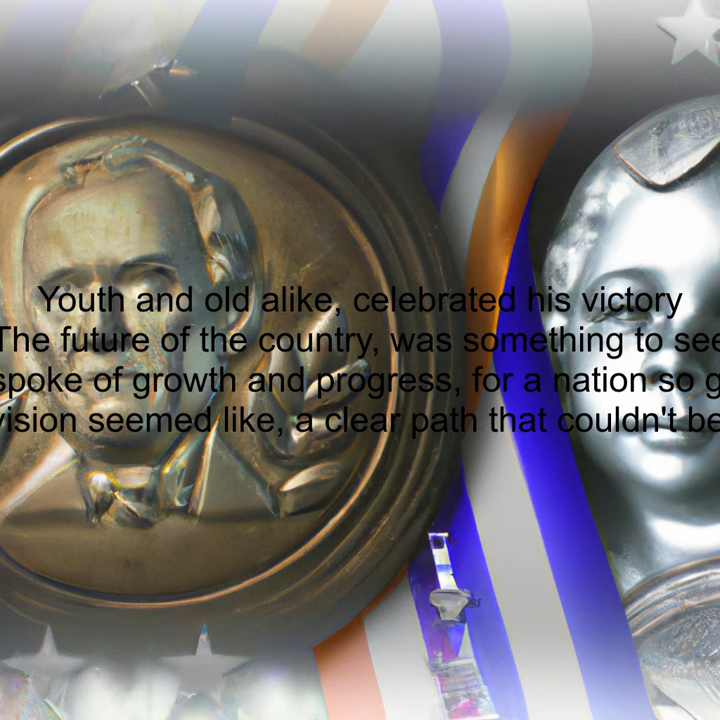 Youth and old alike, celebrated his victory
The future of the country, was something to see
spoke of growth and progress, for a nation so g
vision seemed like, a clear path that couldn't be